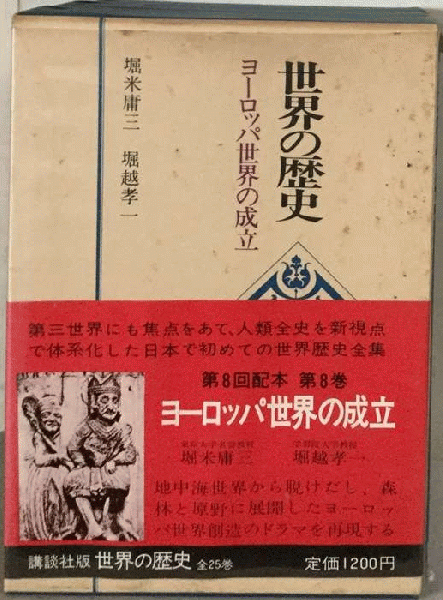 世界の歴史
ヨーロッパ世界の成立
堀米庸三 堀越孝一
第三世界にも焦点をあて、人類全史を新視点
で体系化した日本で初めての世界歴史全集
第8回配本 第8巻
ヨーロッパ世界の成立
堀米庸三 堀越孝一
地中海世界から脱けだし、森
林と原野に展開したヨーロッ
パ世界創造のドラマを再現する
講談社版 世界の歴史 全25巻 定価1200円